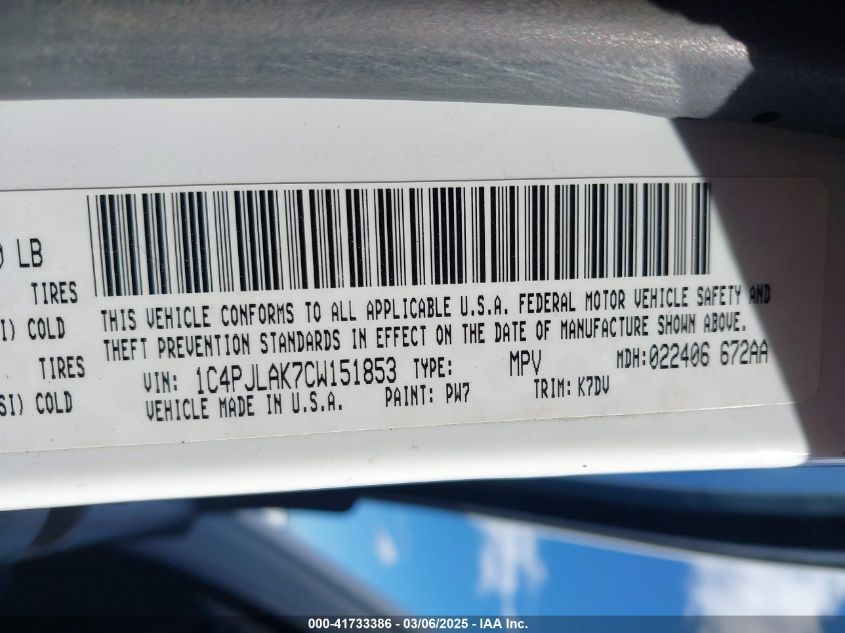 ) LB
TIRES
I) COLD
TIRES
SI) COLD
THIS VEHICLE CONFORMS TO ALL APPLICABLE U.S.A. FEDERAL MOTOR VEHICLE SAFETY AND
THEFT PREVENTION STANDARDS IN EFFECT ON THE DATE OF MANUFACTURE SHOWN ABOVE.
VIN: 1C4PJLAK7CW151853 TYPE: MPV MDH:022406 672AA
VEHICLE MADE IN U.S.A. PAINT: PW7 TRIM: K7DV
000-41733386 - 03/06/2025 - IAA Inc.